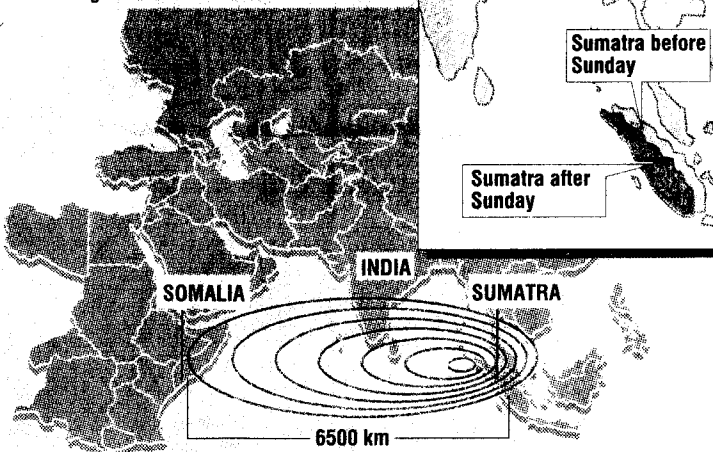 Sumatra before
Sunday
Sumatra after
Sunday
INDIA
SOMALIA
SUMATRA
6500 km